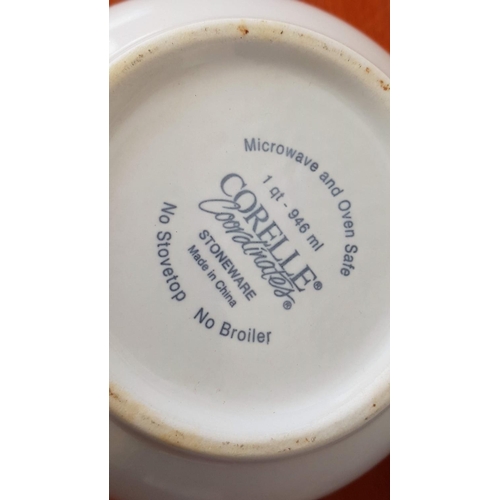 Microwave and Oven Safe
1 qt - 946 ml
CORELLE®
Coordinates®
STONEWARE
Made in China
No Stovetop
No Broiler